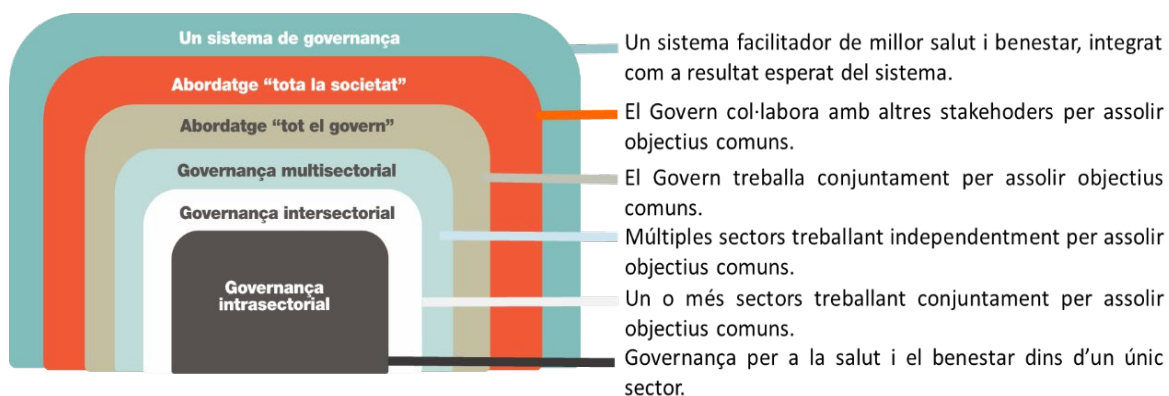 Un sistema de governança
Abordatge “tota la societat”
Abordatge “tot el govern”
Governança multisectorial
Governança intersectorial
Governança
intrasectorial
Un sistema facilitador de millor salut i benestar, integrat
com a resultat esperat del sistema.
El Govern col·labora amb altres stakehoders per assolir
objectius comuns.
El Govern treballa conjuntament per assolir objectius
comuns.
Múltiples sectors treballant independentment per assolir
objectius comuns.
Un o més sectors treballant conjuntament per assolir
objectius comuns.
Governança per a la salut i el benestar dins d’un únic
sector.